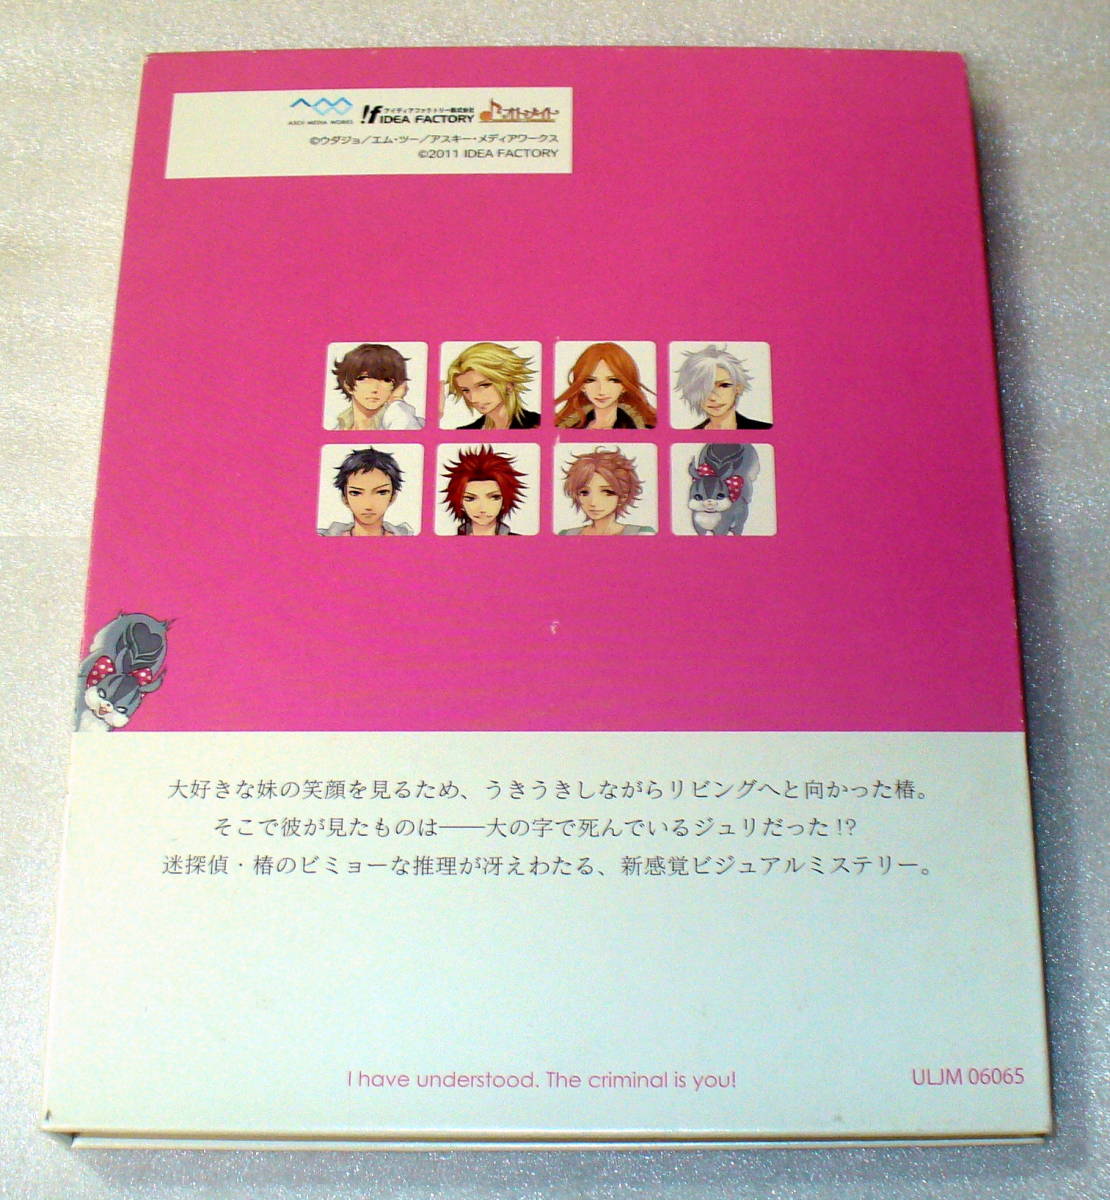 ASCII MEDIA WORKS
アイディアファクトリー株式会社
!f IDEA FACTORY
オトメイト
©ウダジョ/エム・ツー/アスキー・メディアワークス
©2011 IDEA FACTORY
大好きな妹の笑顔を見るため、うきうきしながらリビングへと向かった椿。
そこで彼が見たものは――大の字で死んでいるジュリだった!?
迷探偵・椿のビミョーな推理が冴えわたる、新感覚ビジュアルミステリー。
I have understood. The criminal is you!
ULJM 06065